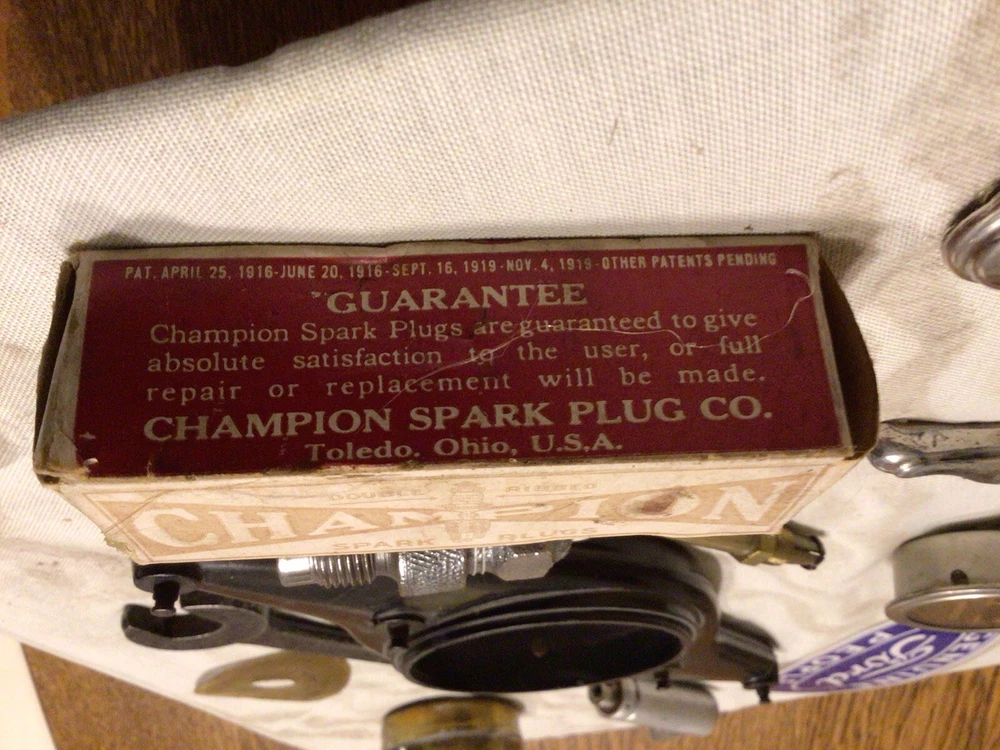 PAT. APRIL 25, 1916-JUNE 20, 1916-SEPT. 16, 1919-NOV. 4, 1919-OTHER PATENTS PENDING
GUARANTEE
Champion Spark Plugs are guaranteed to give
absolute satisfaction to the user, or full
repair or replacement will be made.
CHAMPION SPARK PLUG CO.
Toledo. Ohio, U.S.A.
DOUBLE RIBBED
CHAMPION
SPARK PLUGS
Ford